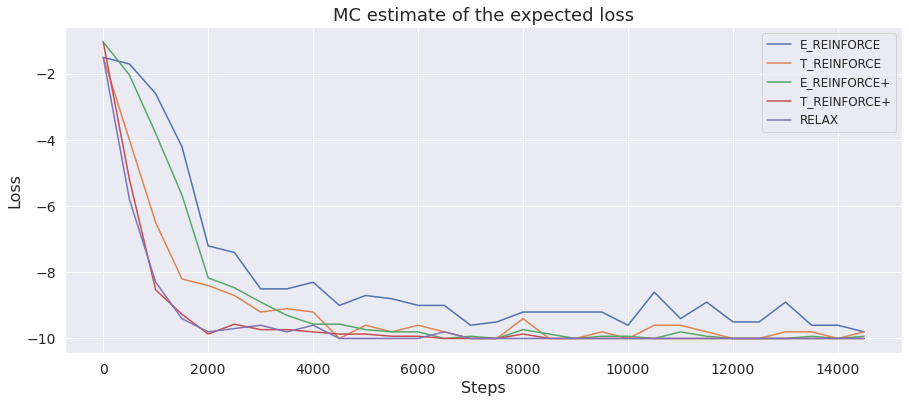 MC estimate of the expected loss
E_REINFORCE
T_REINFORCE
E_REINFORCE+
T_REINFORCE+
RELAX
Loss
−2
−4
−6
−8
−10
0 2000 4000 6000 8000 10000 12000 14000
Steps